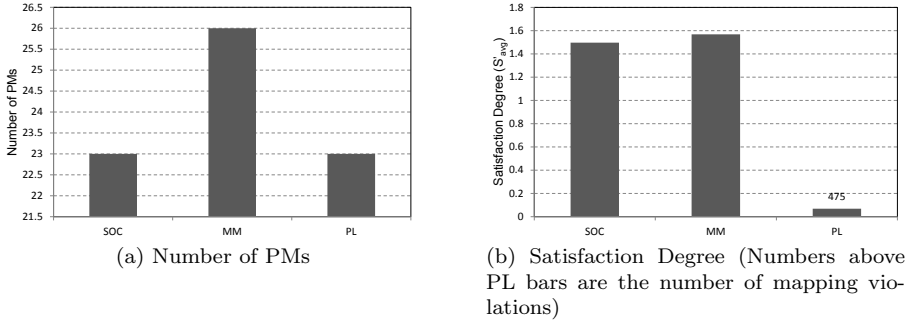 26.5
26
25.5
25
24.5
24
23.5
23
22.5
22
21.5
Number of PMs
SOC MM PL
(a) Number of PMs
1.8
1.6
1.4
1.2
1
0.8
0.6
0.4
0.2
0
Satisfaction Degree (S'avg)
475
SOC MM PL
(b) Satisfaction Degree (Numbers above
PL bars are the number of mapping vio-
lations)